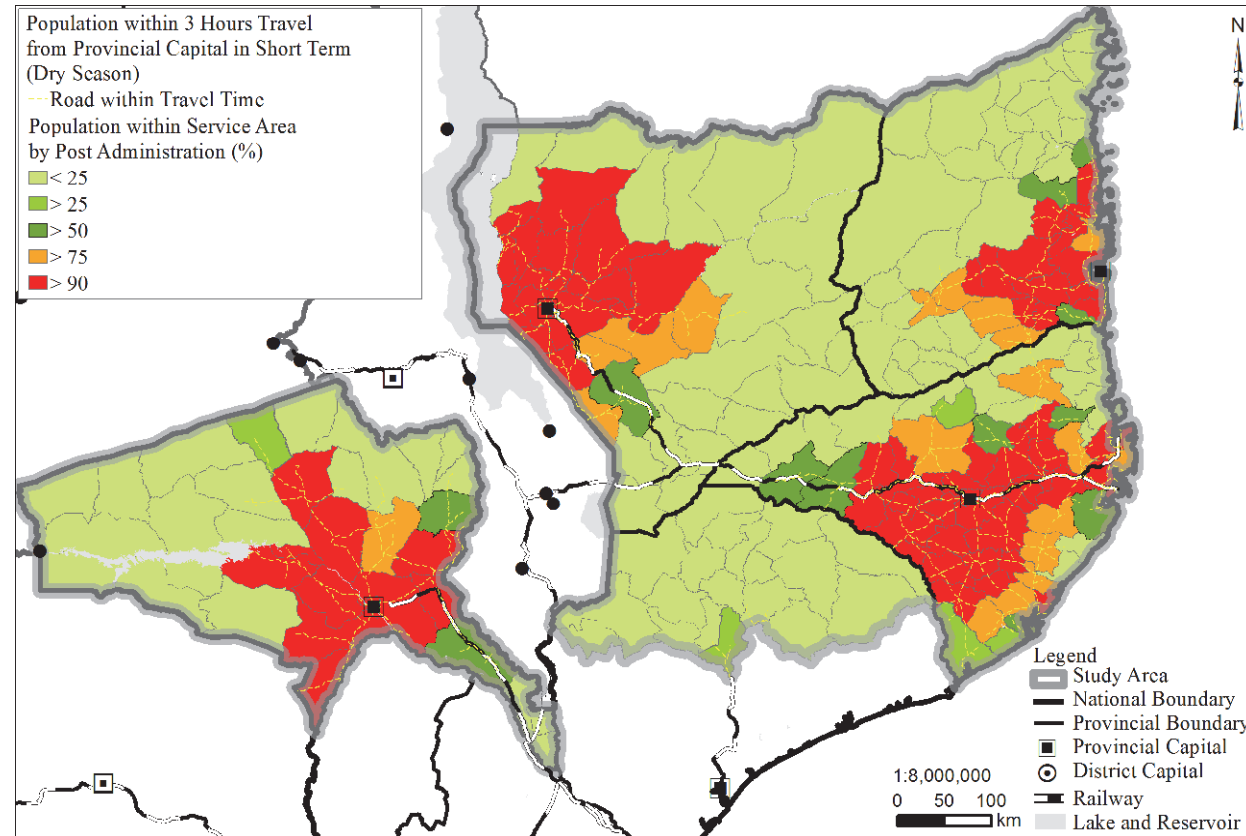 Population within 3 Hours Travel
from Provincial Capital in Short Term
(Dry Season)
Road within Travel Time
Population within Service Area
by Post Administration (%)
< 25
> 25
> 50
> 75
> 90
N
Legend
Study Area
National Boundary
Provincial Boundary
Provincial Capital
District Capital
Railway
Lake and Reservoir
1:8,000,000
0 50 100
km